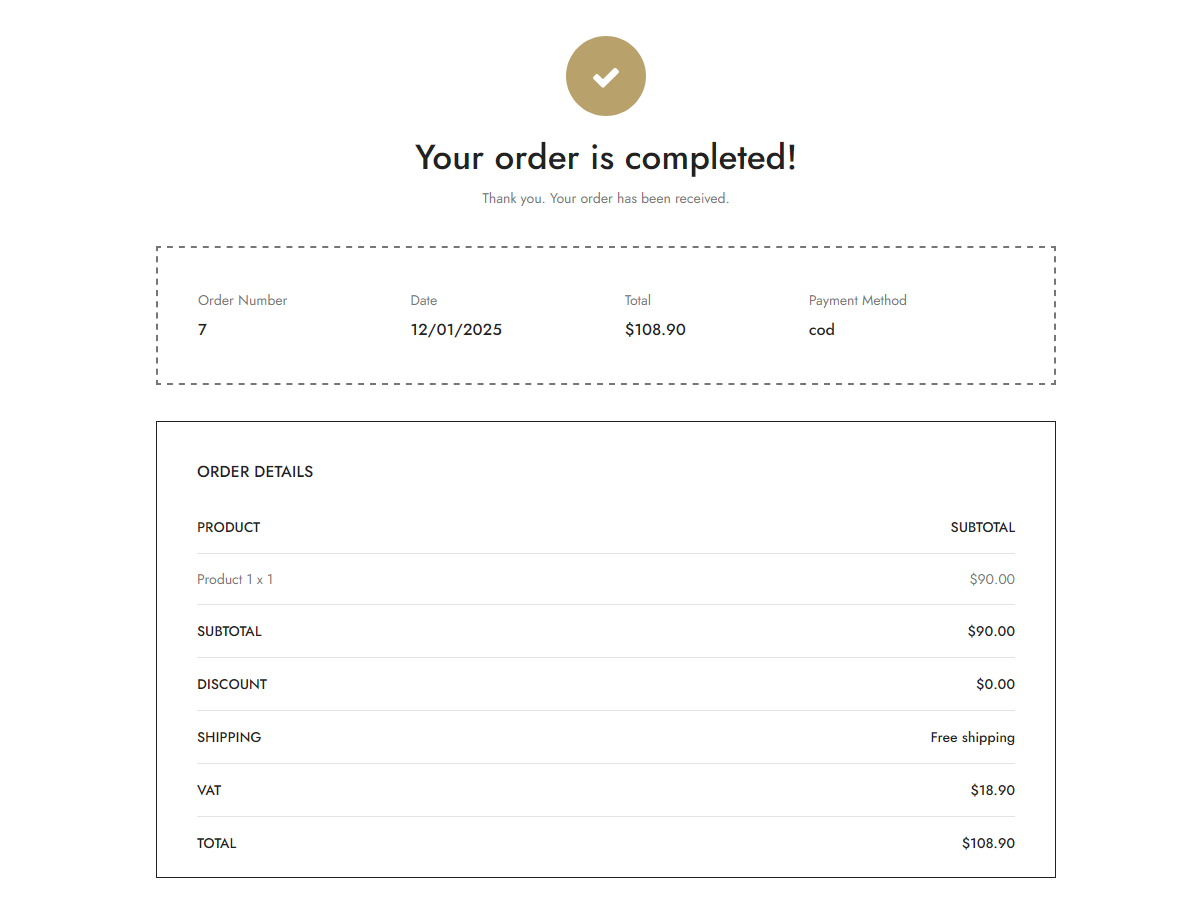 Your order is completed!
Thank you. Your order has been received.
Order Number Date Total Payment Method
7 12/01/2025 $108.90 cod
ORDER DETAILS
PRODUCT SUBTOTAL
Product 1 x 1 $90.00
SUBTOTAL $90.00
DISCOUNT $0.00
SHIPPING Free shipping
VAT $18.90
TOTAL $108.90